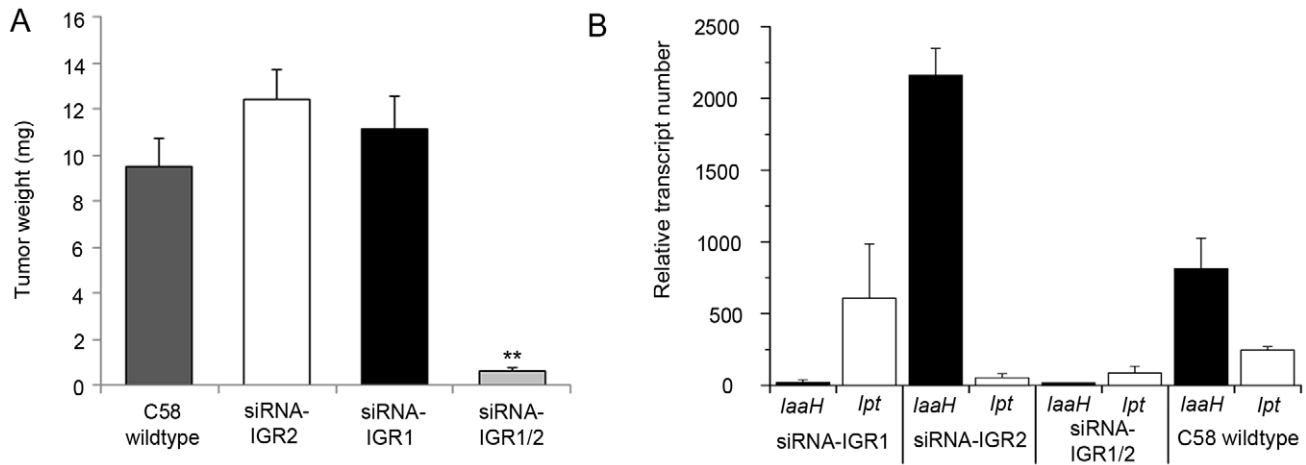 A
Tumor weight (mg)
16
14
12
10
8
6
4
2
0
**
C58
wildtype
siRNA-
IGR2
siRNA-
IGR1
siRNA-
IGR1/2
B
Relative transcript number
2500
2000
1500
1000
500
0
IaaH Ipt IaaH Ipt IaaH Ipt IaaH Ipt
siRNA-IGR1
siRNA-IGR2
siRNA-
IGR1/2
C58 wildtype